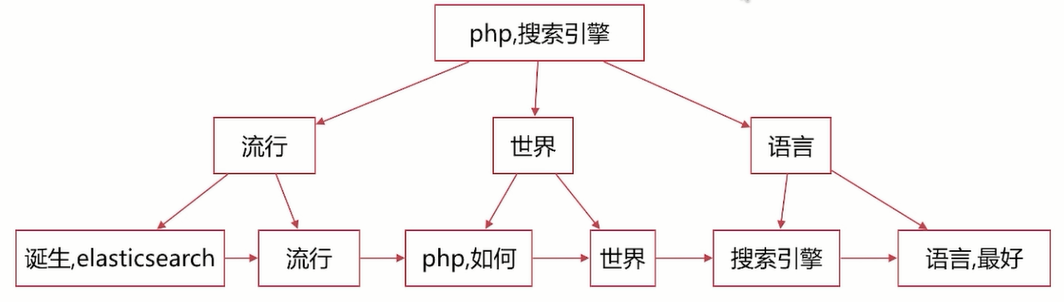 php,搜索引擎
流行
世界
语言
诞生,elasticsearch
流行
php,如何
世界
搜索引擎
语言,最好